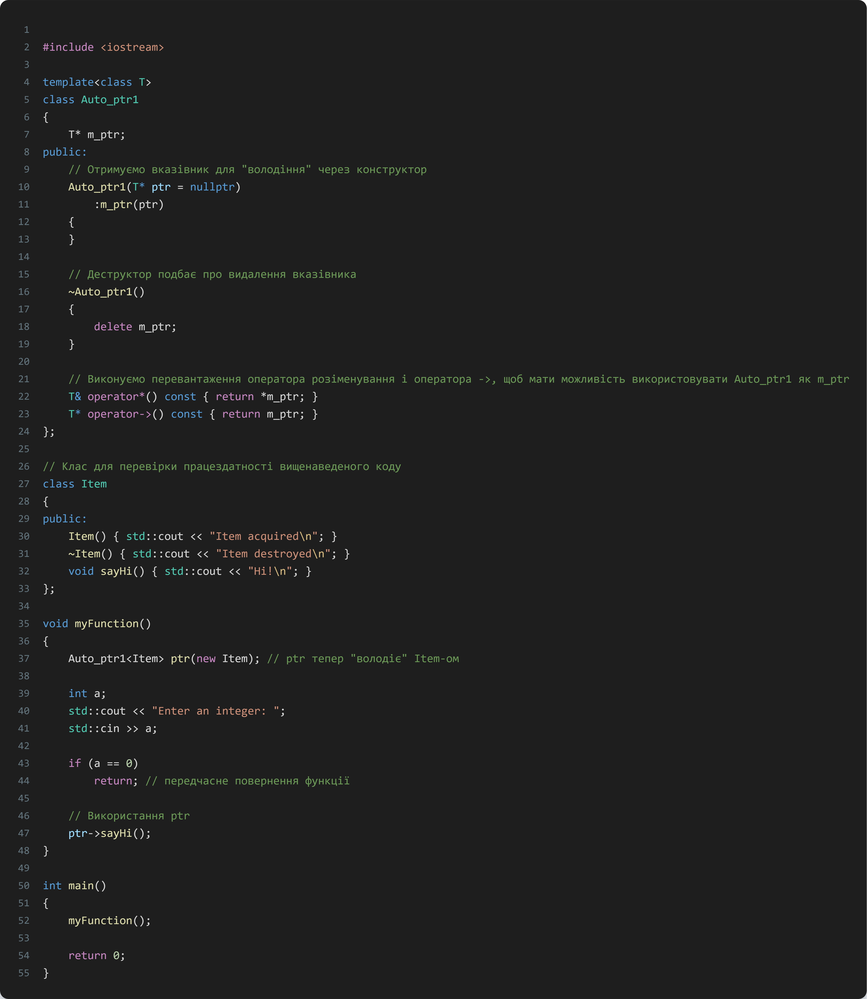 1
2 #include <iostream>
3
4 template<class T>
5 class Auto_ptr1
6 {
7     T* m_ptr;
8 public:
9     // Отримуємо вказівник для "володіння" через конструктор
10     Auto_ptr1(T* ptr = nullptr)
11         :m_ptr(ptr)
12     {
13     }
14
15     // Деструктор подбає про видалення вказівника
16     ~Auto_ptr1()
17     {
18         delete m_ptr;
19     }
20
21     // Виконуємо перевантаження оператора розіменування і оператора ->, щоб мати можливість використовувати Auto_ptr1 як m_ptr
22     T& operator*() const { return *m_ptr; }
23     T* operator->() const { return m_ptr; }
24 };
25
26 // Клас для перевірки працездатності вищенаведеного коду
27 class Item
28 {
29 public:
30     Item() { std::cout << "Item acquired\n"; }
31     ~Item() { std::cout << "Item destroyed\n"; }
32     void sayHi() { std::cout << "Hi!\n"; }
33 };
34
35 void myFunction()
36 {
37     Auto_ptr1<Item> ptr(new Item); // ptr тепер "володіє" Item-ом
38
39     int a;
40     std::cout << "Enter an integer: ";
41     std::cin >> a;
42
43     if (a == 0)
44         return; // передчасне повернення функції
45
46     // Використання ptr
47     ptr->sayHi();
48 }
49
50 int main()
51 {
52     myFunction();
53
54     return 0;
55 }